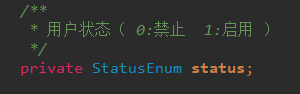 /**
* 用户状态（ 0:禁止  1:启用 ）
*/
private StatusEnum status;